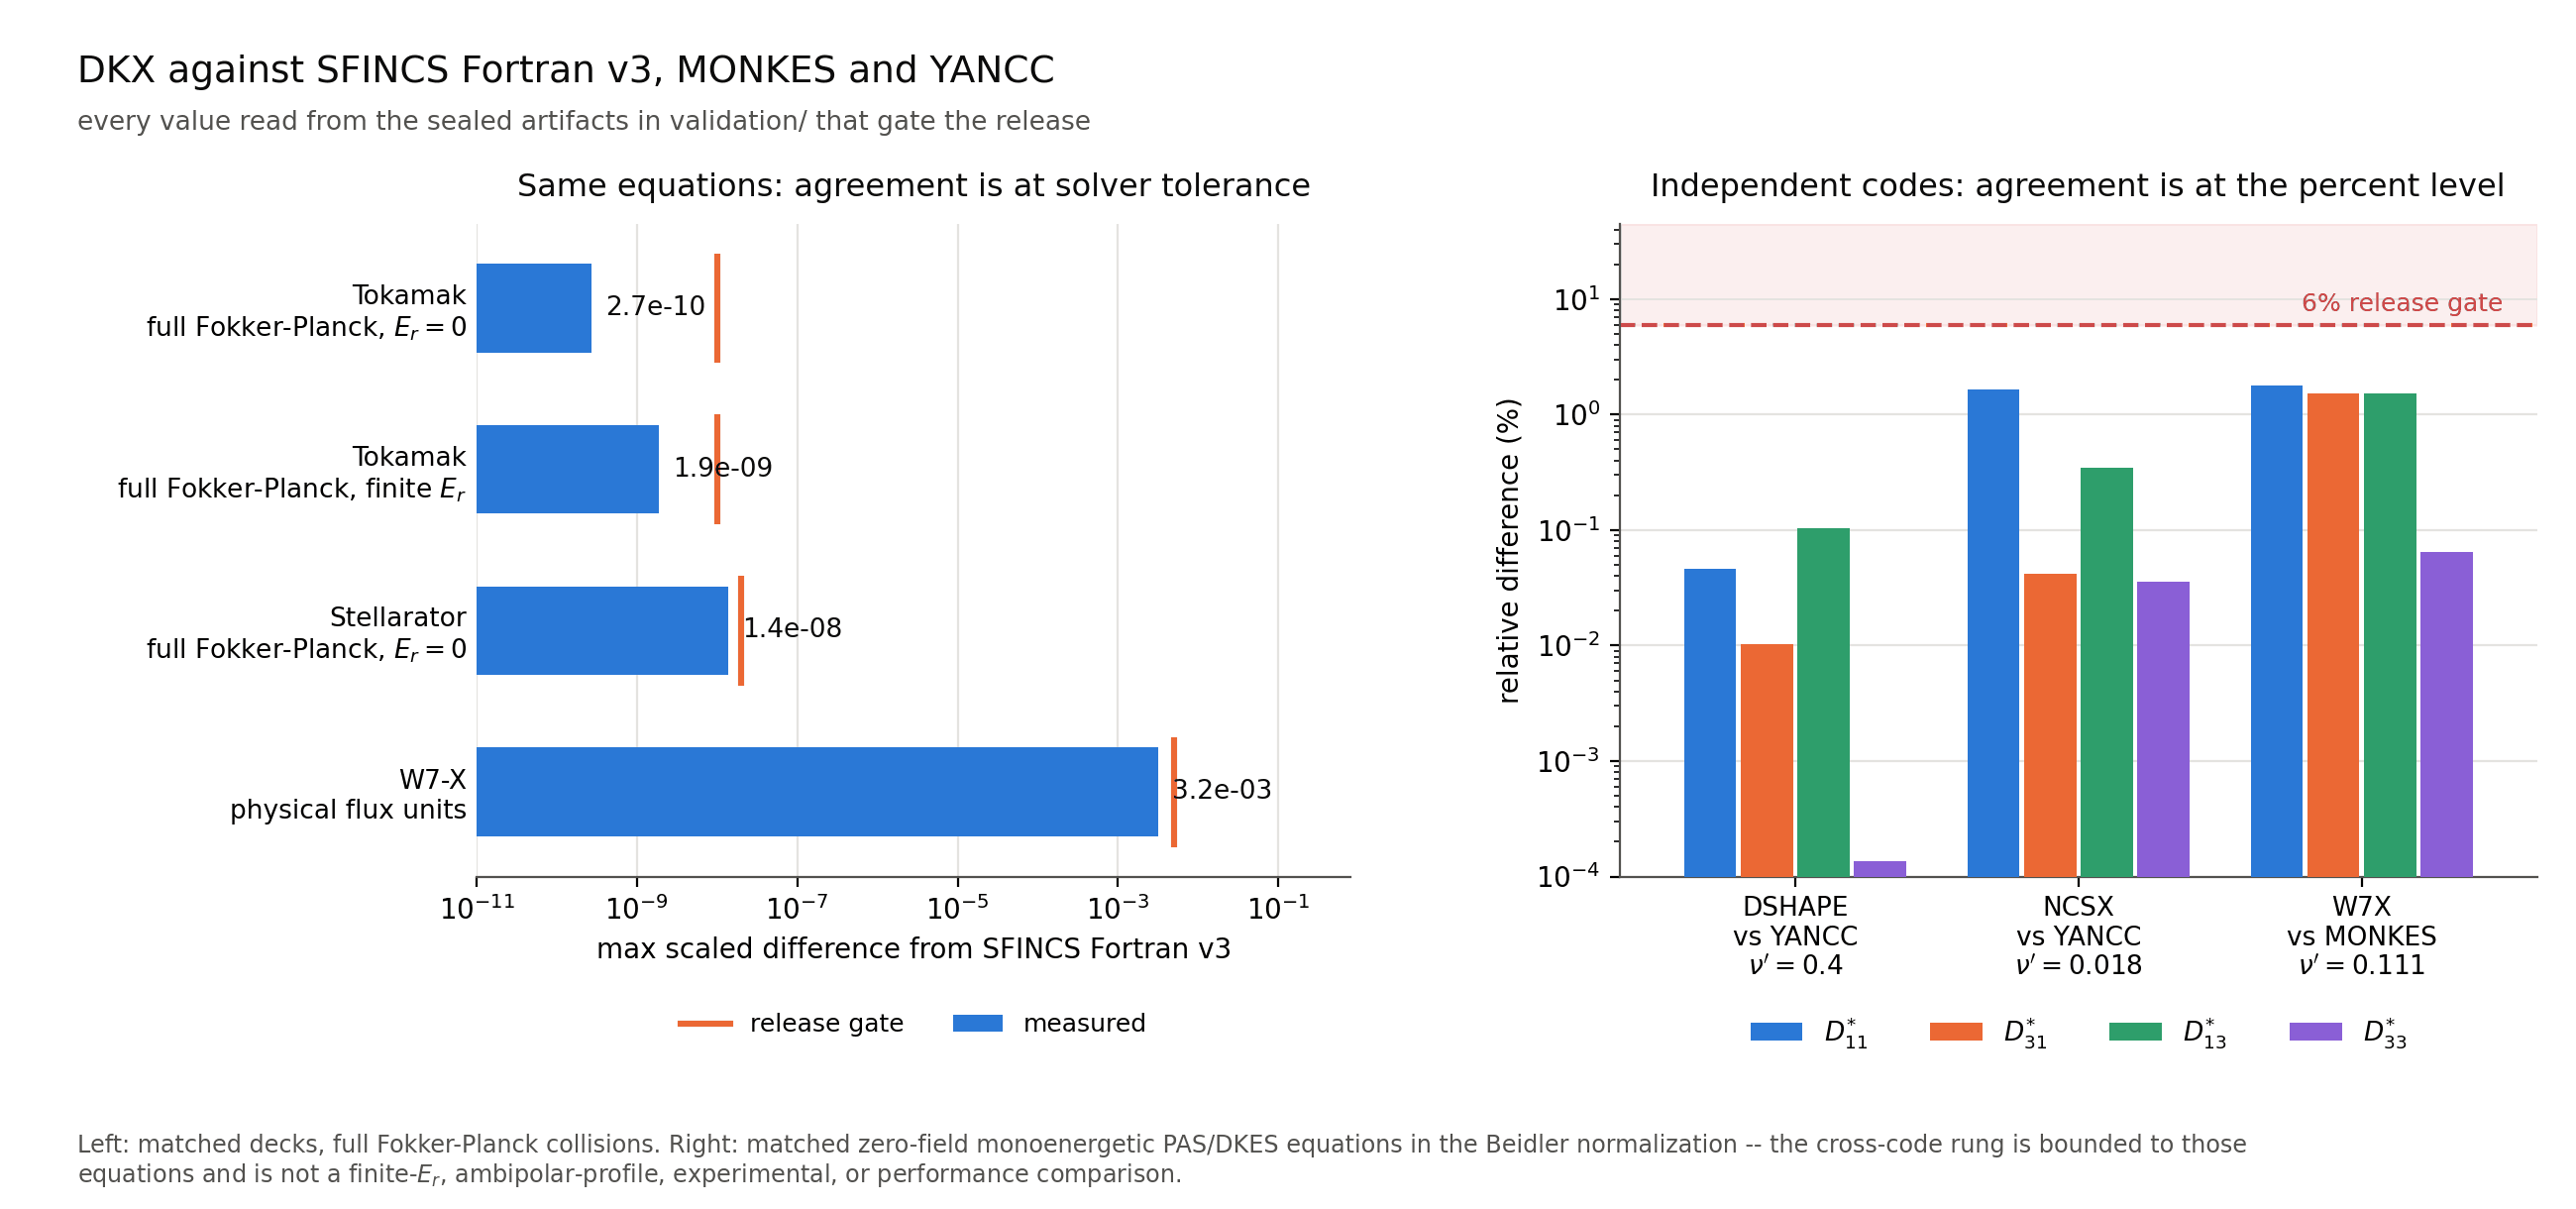 DKX against SFINCS Fortran v3, MONKES and YANCC
every value read from the sealed artifacts in validation/ that gate the release
Same equations: agreement is at solver tolerance
Tokamak
full Fokker-Planck, E_r = 0
2.7e-10
Tokamak
full Fokker-Planck, finite E_r
1.9e-09
Stellarator
full Fokker-Planck, E_r = 0
1.4e-08
W7-X
physical flux units
3.2e-03
10^−11 10^−9 10^−7 10^−5 10^−3 10^−1
max scaled difference from SFINCS Fortran v3
release gate measured
Independent codes: agreement is at the percent level
relative difference (%)
10^1
10^0
10^−1
10^−2
10^−3
10^−4
6% release gate
DSHAPE
vs YANCC
ν′ = 0.4
NCSX
vs YANCC
ν′ = 0.018
W7X
vs MONKES
ν′ = 0.111
D*_11 D*_31 D*_13 D*_33
Left: matched decks, full Fokker-Planck collisions. Right: matched zero-field monoenergetic PAS/DKES equations in the Beidler normalization -- the cross-code rung is bounded to those
equations and is not a finite-E_r, ambipolar-profile, experimental, or performance comparison.